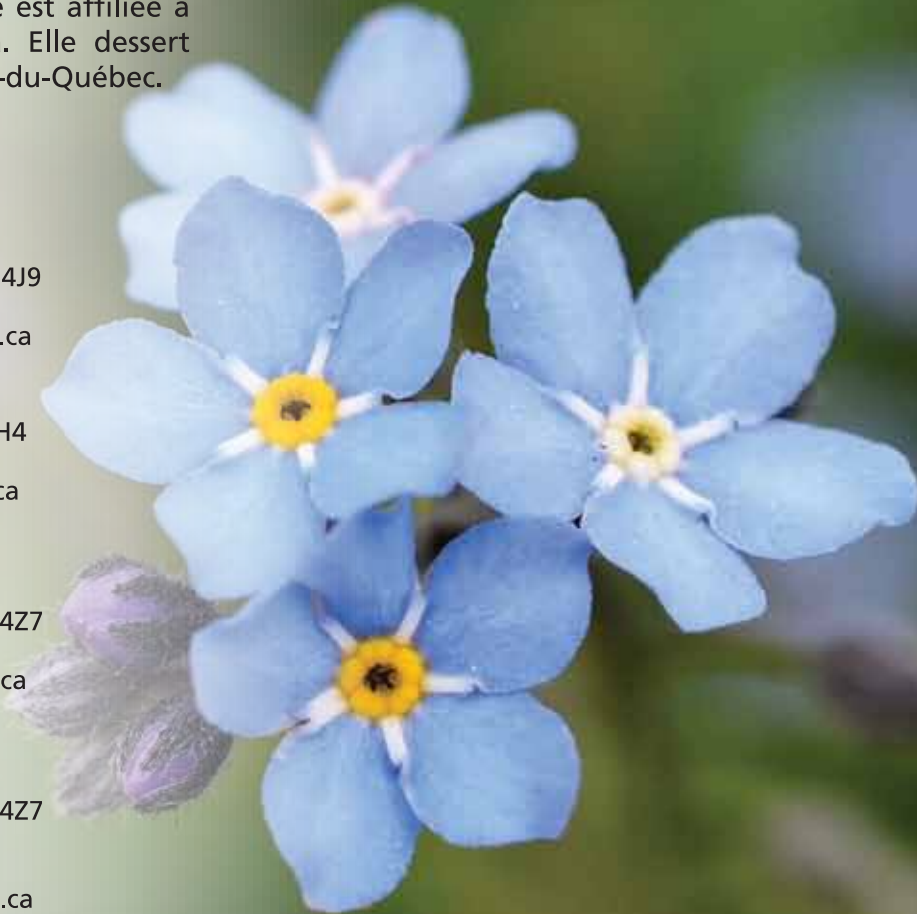 est affiliée à
. Elle dessert
-du-Québec.
4J9
.ca
H4
ca
4Z7
ca
4Z7
.ca